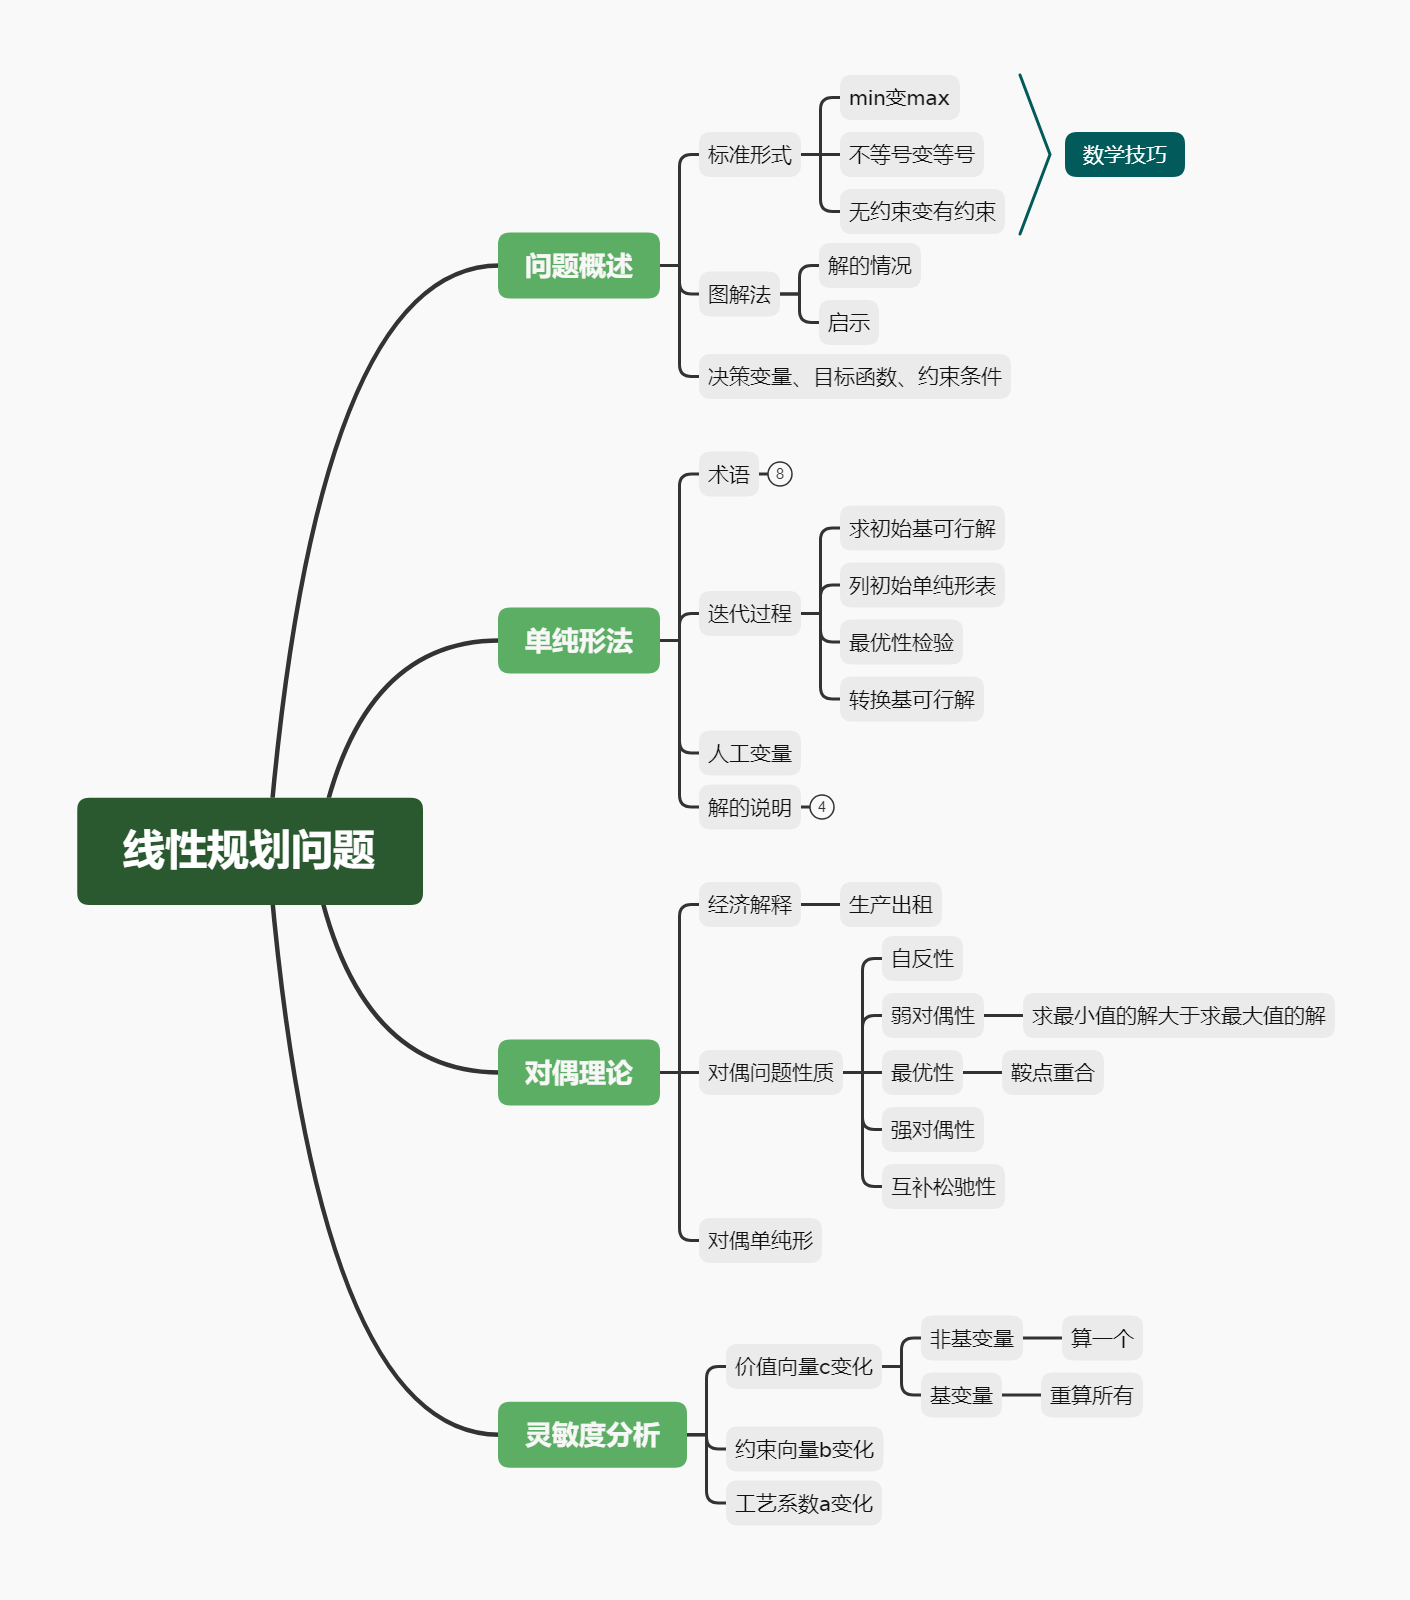 线性规划问题
问题概述
标准形式
min变max
不等号变等号
无约束变有约束
数学技巧
图解法
解的情况
启示
决策变量、目标函数、约束条件
单纯形法
术语
8
迭代过程
求初始基可行解
列初始单纯形表
最优性检验
转换基可行解
人工变量
解的说明
4
对偶理论
经济解释
生产出租
对偶问题性质
自反性
弱对偶性
求最小值的解大于求最大值的解
最优性
鞍点重合
强对偶性
互补松驰性
对偶单纯形
灵敏度分析
价值向量c变化
非基变量
算一个
基变量
重算所有
约束向量b变化
工艺系数a变化